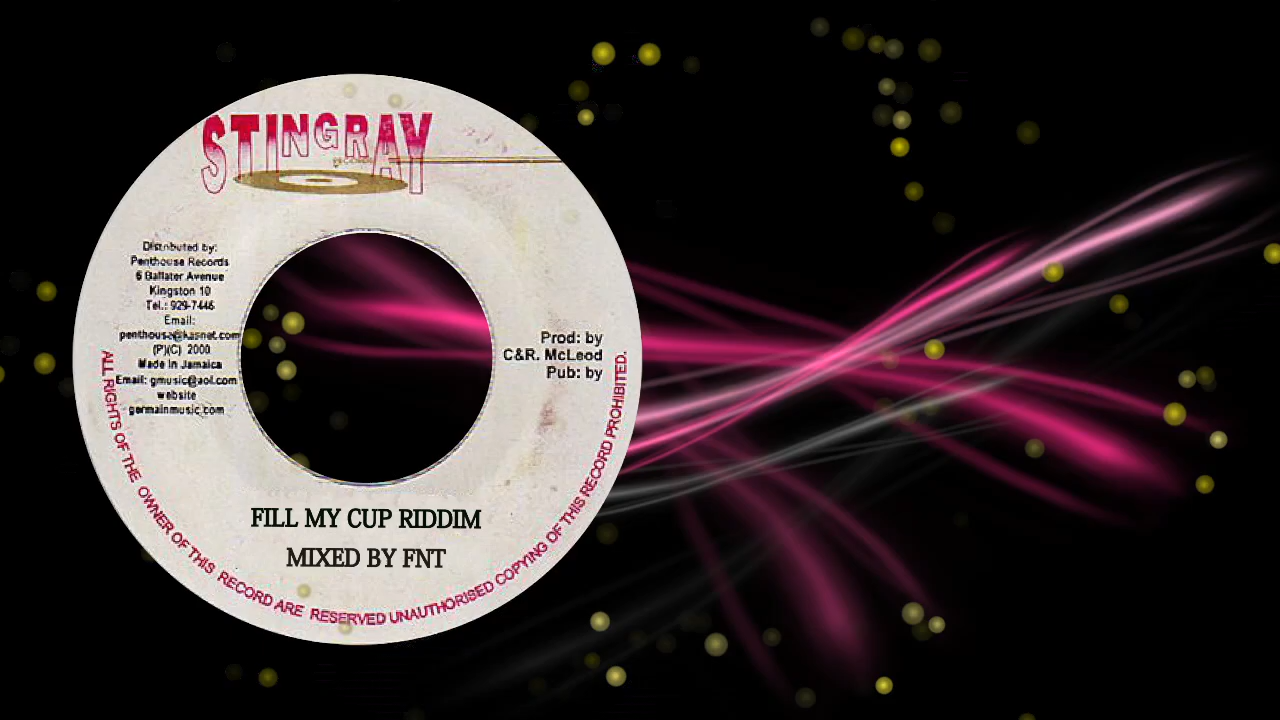 STINGRAY
RECORDS
Distributed by:
Penthouse Records
6 Ballater Avenue
Kingston 10
Tel.: 929-7446
Email:
penthouse@kasnet.com
(P)(C) 2000
Made In Jamaica
Email: gmusic@aol.com
website
germainmusic.com
Prod: by
C&R. McLeod
Pub: by
FILL MY CUP RIDDIM
MIXED BY FNT
ALL RIGHTS OF THE OWNER OF THIS RECORD ARE RESERVED UNAUTHORISED COPYING OF THIS RECORD PROHIBITED.